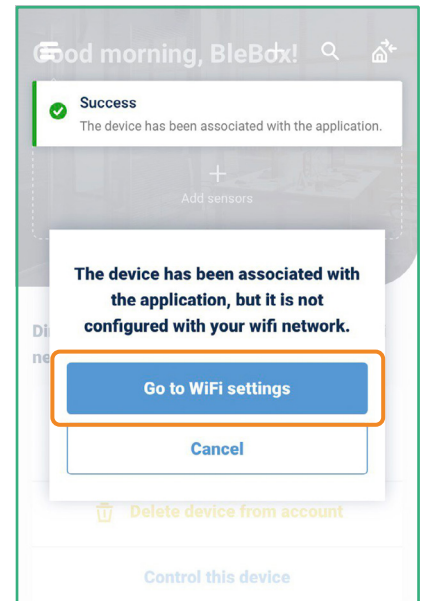 Good morning, BleBox!
Success
The device has been associated with the application.
Add sensors
The device has been associated with
the application, but it is not
configured with your wifi network.
Go to WiFi settings
Cancel
Delete device from account
Control this device